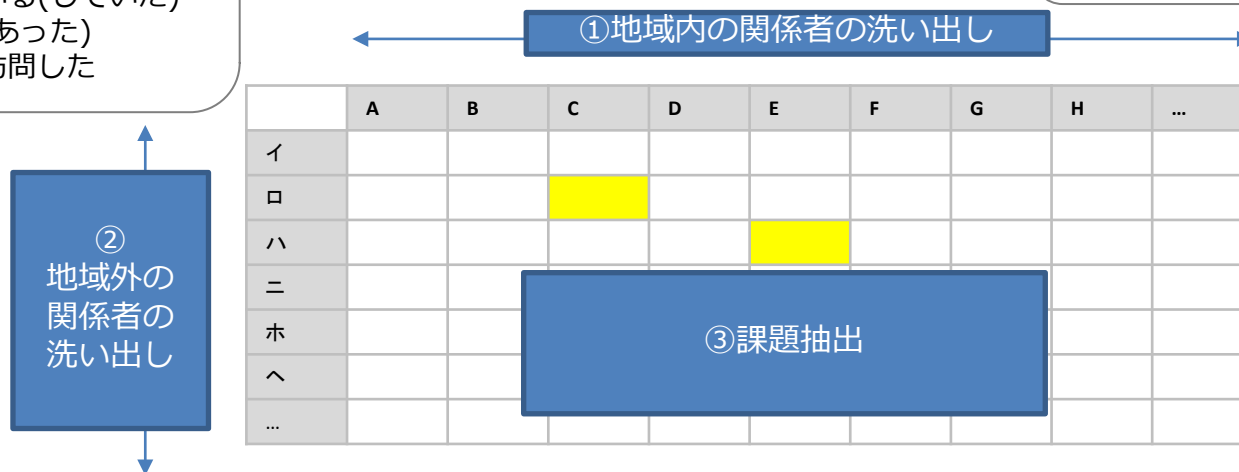 る(していた)
あった)
訪問した
①地域内の関係者の洗い出し
A B C D E F G H …
イ
ロ
ハ
ニ
ホ
ヘ
…
②
地域外の
関係者の
洗い出し
③課題抽出